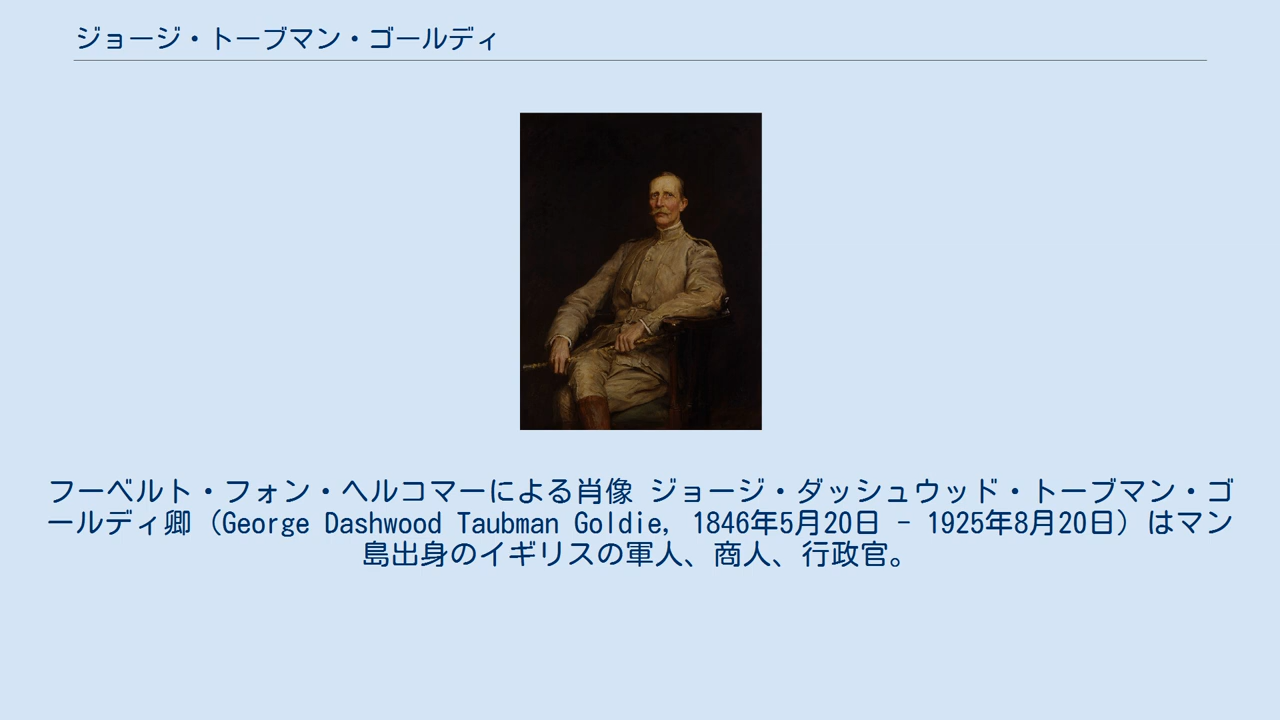 ジョージ・トーブマン・ゴールディ
フーベルト・フォン・ヘルコマーによる肖像 ジョージ・ダッシュウッド・トーブマン・ゴ
ールディ卿（George Dashwood Taubman Goldie, 1846年5月20日 - 1925年8月20日）はマン
島出身のイギリスの軍人、商人、行政官。